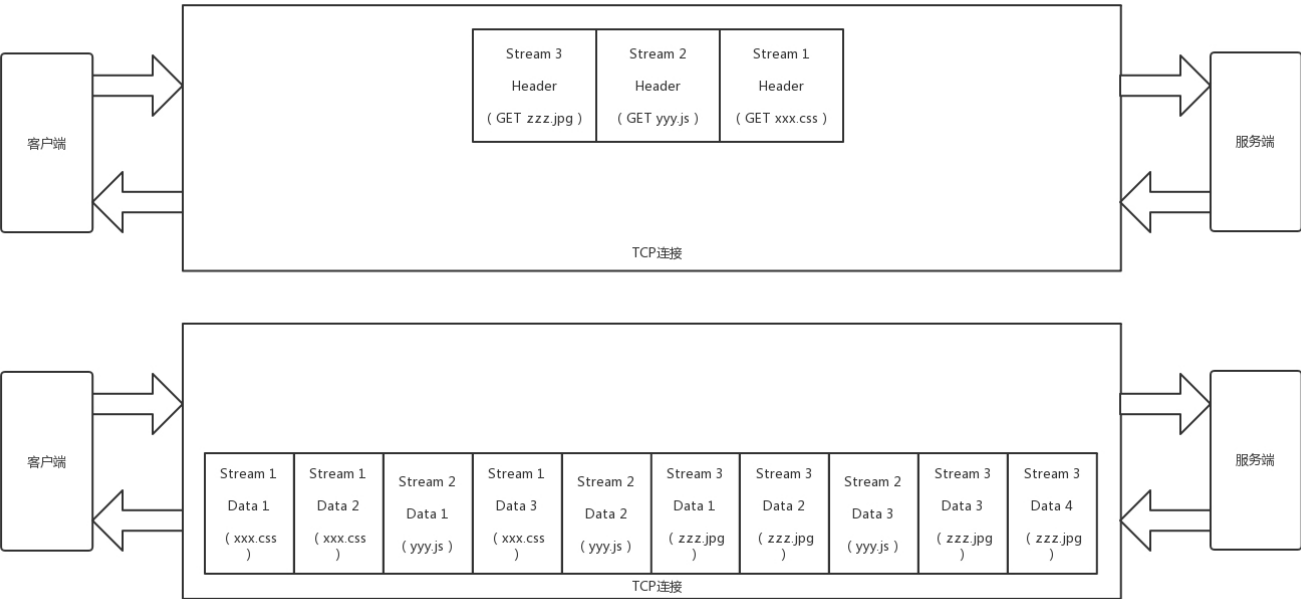 客户端
Stream 3
Header
( GET zzz.jpg )
Stream 2
Header
( GET yyy.js )
Stream 1
Header
( GET xxx.css )
服务端
TCP连接
客户端
Stream 1
Data 1
( xxx.css
)
Stream 1
Data 2
( xxx.css
)
Stream 2
Data 1
( yyy.js )
Stream 1
Data 3
( xxx.css
)
Stream 2
Data 2
( yyy.js )
Stream 3
Data 1
( zzz.jpg
)
Stream 3
Data 2
( zzz.jpg
)
Stream 2
Data 3
( yyy.js )
Stream 3
Data 3
( zzz.jpg
)
Stream 3
Data 4
( zzz.jpg
)
服务端
TCP连接